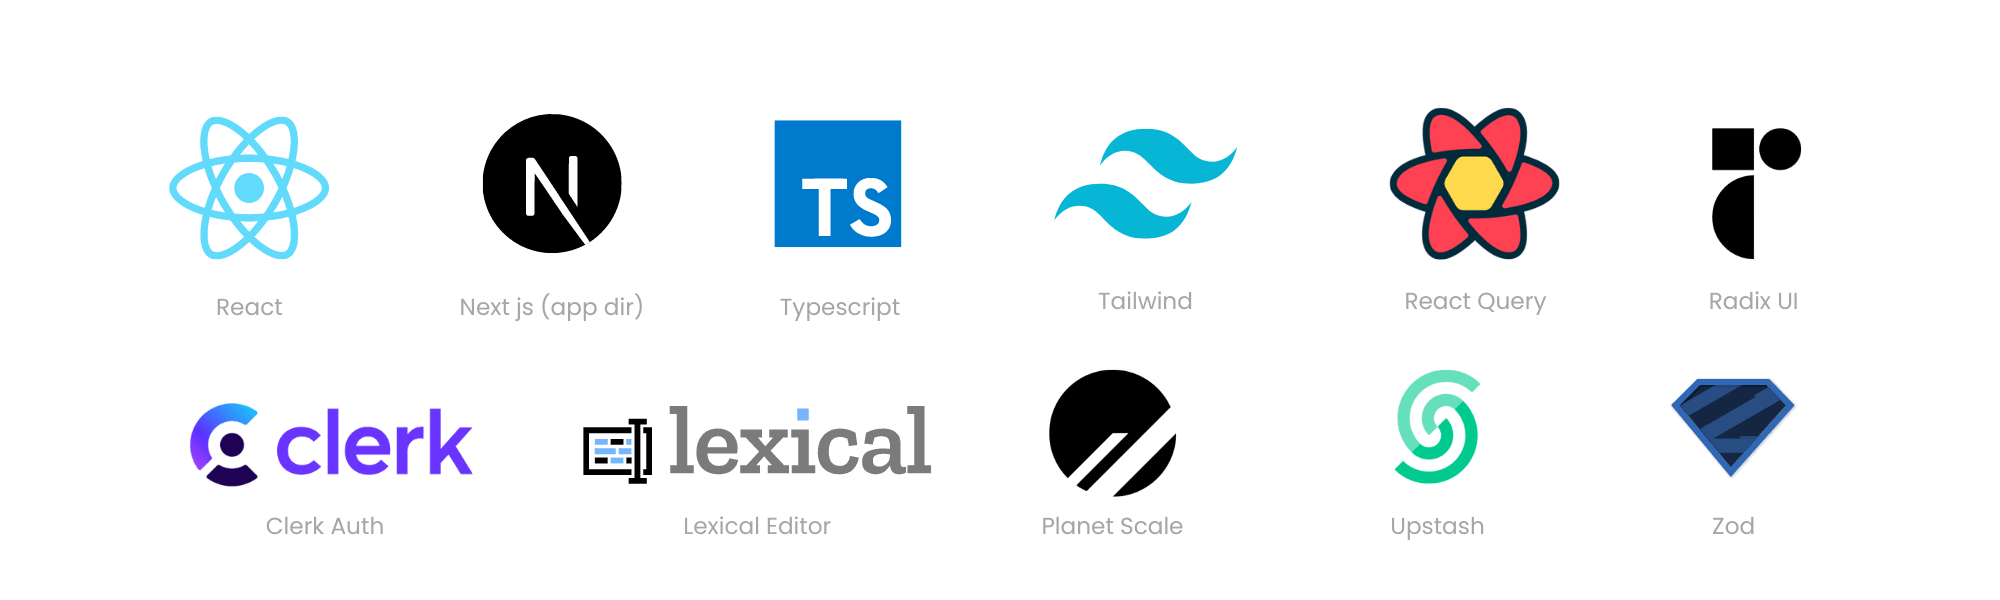 N
TS
React
Next js (app dir)
Typescript
Tailwind
React Query
Radix UI
clerk
lexical
Clerk Auth
Lexical Editor
Planet Scale
Upstash
Zod